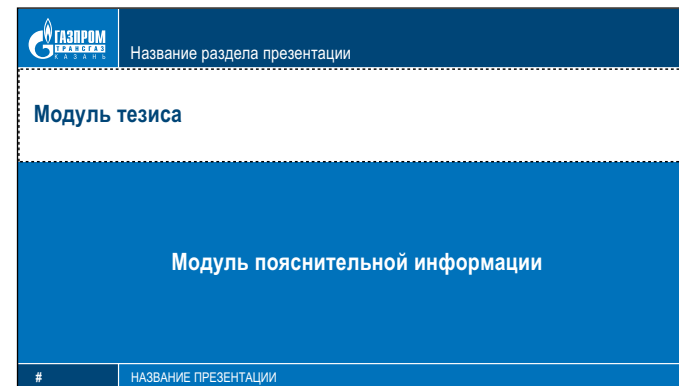 ГАЗПРОМ
ТРАНСГАЗ
КАЗАНЬ
Название раздела презентации
Модуль тезиса
Модуль пояснительной информации
# НАЗВАНИЕ ПРЕЗЕНТАЦИИ